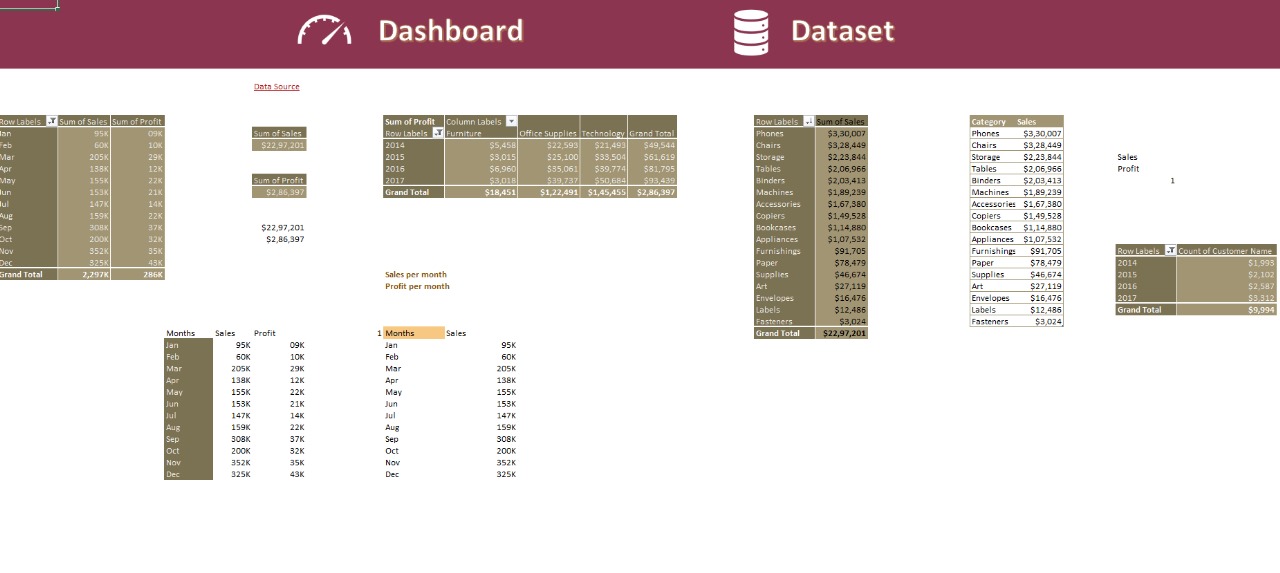 Dashboard
Dataset
Data Source
Row Labels Sum of Sales Sum of Profit
Jan 95K 09K
Feb 60K 10K
Mar 205K 29K
Apr 138K 12K
May 155K 22K
Jun 153K 21K
Jul 147K 14K
Aug 159K 22K
Sep 308K 37K
Oct 200K 32K
Nov 352K 35K
Dec 325K 43K
Grand Total 2,297K 286K
Sum of Sales
$22,97,201
Sum of Profit
$2,86,397
$22,97,201
$2,86,397
Sum of Profit Column Labels
Row Labels Furniture Office Supplies Technology Grand Total
2014 $5,458 $22,593 $21,493 $49,544
2015 $3,015 $25,100 $33,504 $61,619
2016 $6,960 $35,061 $39,774 $81,795
2017 $3,018 $39,737 $50,684 $93,439
Grand Total $18,451 $1,22,491 $1,45,455 $2,86,397
Sales per month
Profit per month
Months Sales Profit
Jan 95K 09K
Feb 60K 10K
Mar 205K 29K
Apr 138K 12K
May 155K 22K
Jun 153K 21K
Jul 147K 14K
Aug 159K 22K
Sep 308K 37K
Oct 200K 32K
Nov 352K 35K
Dec 325K 43K
1 Months Sales
Jan 95K
Feb 60K
Mar 205K
Apr 138K
May 155K
Jun 153K
Jul 147K
Aug 159K
Sep 308K
Oct 200K
Nov 352K
Dec 325K
Row Labels Sum of Sales
Phones $3,30,007
Chairs $3,28,449
Storage $2,23,844
Tables $2,06,966
Binders $2,03,413
Machines $1,89,239
Accessories $1,67,380
Copiers $1,49,528
Bookcases $1,14,880
Appliances $1,07,532
Furnishings $91,705
Paper $78,479
Supplies $46,674
Art $27,119
Envelopes $16,476
Labels $12,486
Fasteners $3,024
Grand Total $22,97,201
Category Sales
Phones $3,30,007
Chairs $3,28,449
Storage $2,23,844
Tables $2,06,966
Binders $2,03,413
Machines $1,89,239
Accessories $1,67,380
Copiers $1,49,528
Bookcases $1,14,880
Appliances $1,07,532
Furnishings $91,705
Paper $78,479
Supplies $46,674
Art $27,119
Envelopes $16,476
Labels $12,486
Fasteners $3,024
Sales
Profit
1
Row Labels Count of Customer Name
2014 $1,993
2015 $2,102
2016 $2,587
2017 $3,312
Grand Total $9,994